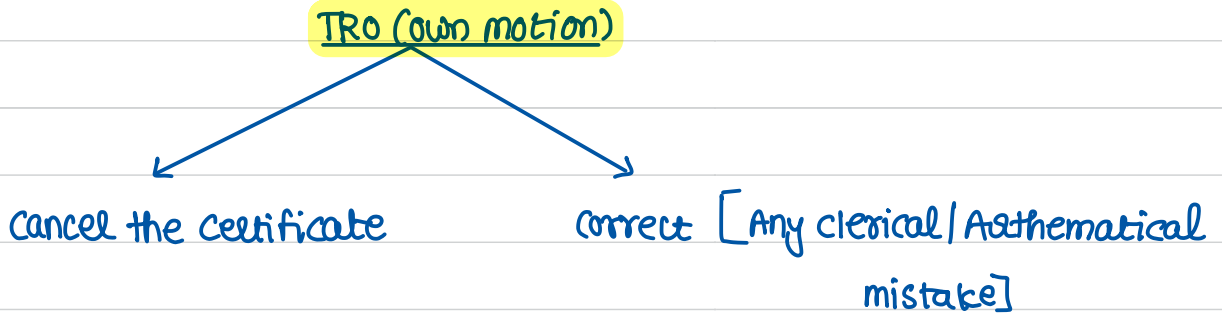 TRO (own motion)
cancel the certificate correct [Any clerical/Arithematical
mistake]